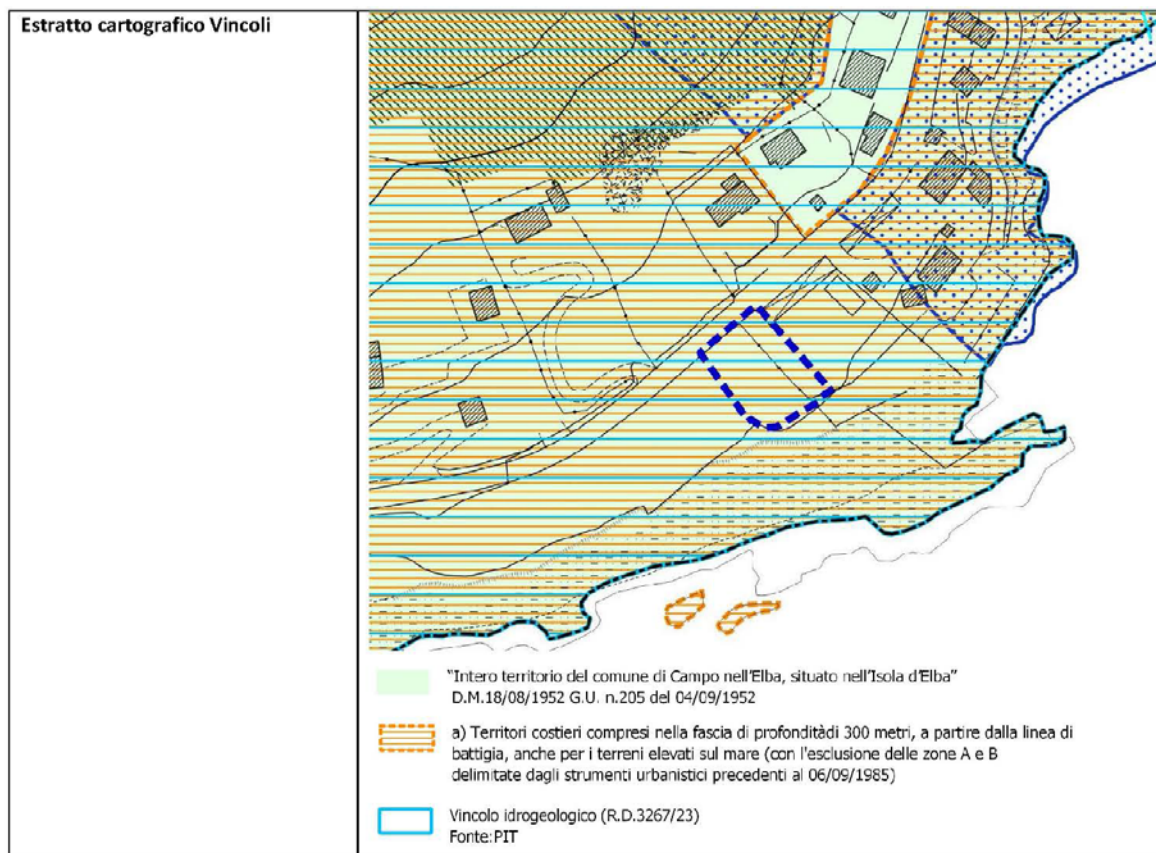 Estratto cartografico Vincoli
"Intero territorio del comune di Campo nell'Elba, situato nell'Isola d'Elba"
D.M.18/08/1952 G.U. n.205 del 04/09/1952
a) Territori costieri compresi nella fascia di profonditàdi 300 metri, a partire dalla linea di
battigia, anche per i terreni elevati sul mare (con l'esclusione delle zone A e B
delimitate dagli strumenti urbanistici precedenti al 06/09/1985)
Vincolo idrogeologico (R.D.3267/23)
Fonte:PIT